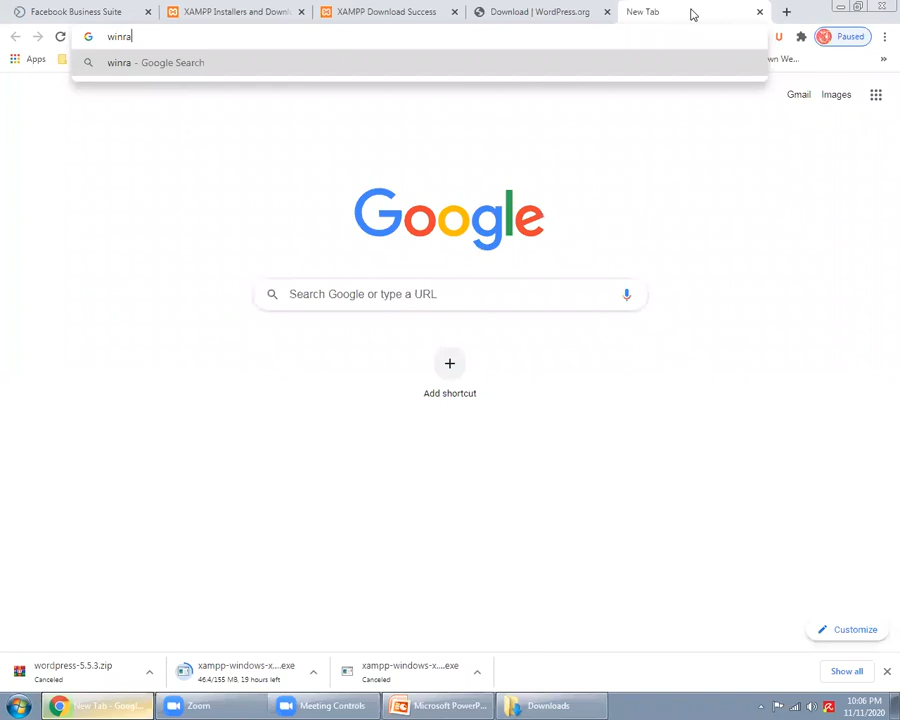 Facebook Business Suite
XAMPP Installers and Downl
XAMPP Download Success
Download | WordPress.org
New Tab
winra
Paused
Apps
wn We...
winra - Google Search
Gmail
Images
Google
Search Google or type a URL
Add shortcut
Customize
wordpress-5.5.3.zip
Canceled
xampp-windows-x....exe
46.4/155 MB, 19 hours left
xampp-windows-x....exe
Canceled
Show all
New Tab - Googl...
Zoom
Meeting Controls
Microsoft PowerP...
Downloads
10:06 PM
11/11/2020